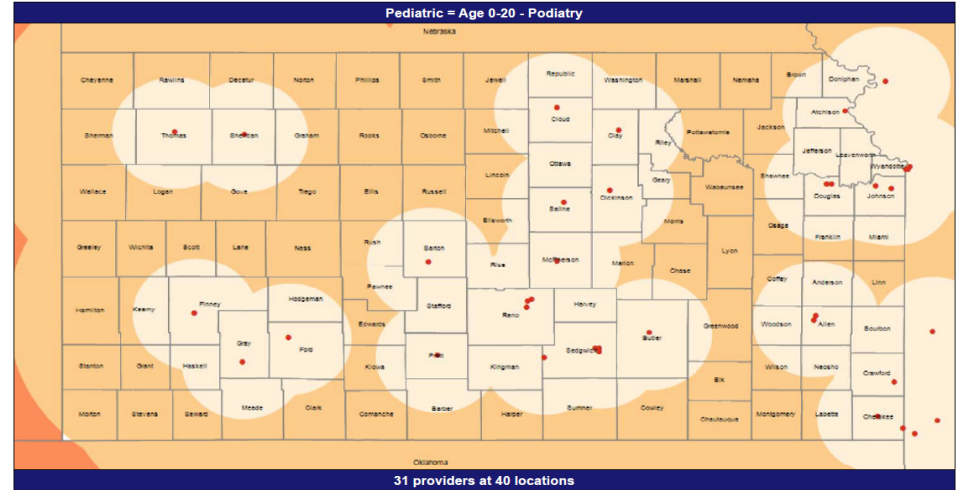 Pediatric = Age 0-20 - Podiatry
Nebraska
Cheyenne Rawlins Decatur Norton Phillips Smith Jewell Republic Washington Marshall Nemaha Brown Doniphan
Sherman Thomas Sheridan Graham Rooks Osborne Mitchell Cloud Clay Riley Pottawatomie Jackson Atchison
Jefferson Leavenworth
Wyandotte
Wallace Logan Gove Trego Ellis Russell Lincoln Ottawa Dickinson Geary Wabaunsee Shawnee Douglas Johnson
Ellsworth Saline Morris Osage
Greeley Wichita Scott Lane Ness Rush Barton Rice McPherson Marion Chase Lyon Franklin Miami
Hamilton Kearny Finney Hodgeman Pawnee Stafford Reno Harvey Coffey Anderson Linn
Gray Ford Edwards Sedgwick Butler Greenwood Woodson Allen Bourbon
Stanton Grant Haskell Kiowa Pratt Kingman Elk Wilson Neosho Crawford
Morton Stevens Seward Meade Clark Comanche Barber Harper Sumner Cowley Chautauqua Montgomery Labette Cherokee
Oklahoma
31 providers at 40 locations